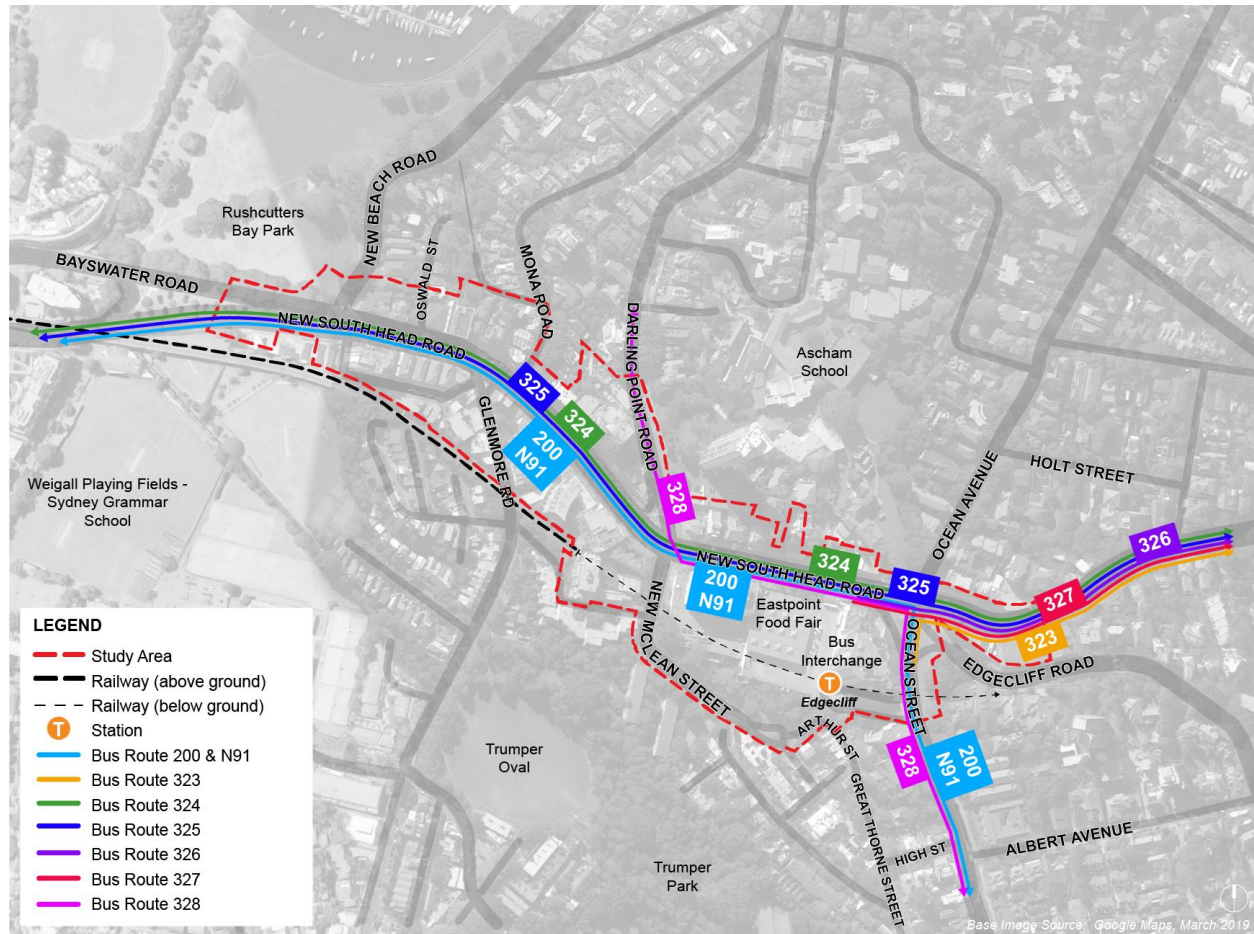 Rushcutters
Bay Park
NEW BEACH ROAD
OSWALD ST
MONA ROAD
BAYSWATER ROAD
NEW SOUTH HEAD ROAD
DARLING POINT ROAD
Ascham
School
325
324
200
N91
GLENMORE RD
Weigall Playing Fields -
Sydney Grammar
School
328
HOLT STREET
OCEAN AVENUE
326
NEW SOUTH HEAD ROAD
324
325
327
323
200
N91
Eastpoint
Food Fair
Bus
Interchange
T
Edgecliff
NEW MCLEAN STREET
OCEAN STREET
EDGECLIFF ROAD
ARTHUR ST
Trumper
Oval
328
200
N91
GREAT THORNE STREET
HIGH ST
ALBERT AVENUE
Trumper
Park
LEGEND
Study Area
Railway (above ground)
Railway (below ground)
T Station
Bus Route 200 & N91
Bus Route 323
Bus Route 324
Bus Route 325
Bus Route 326
Bus Route 327
Bus Route 328
Base Image Source: Google Maps, March 2019